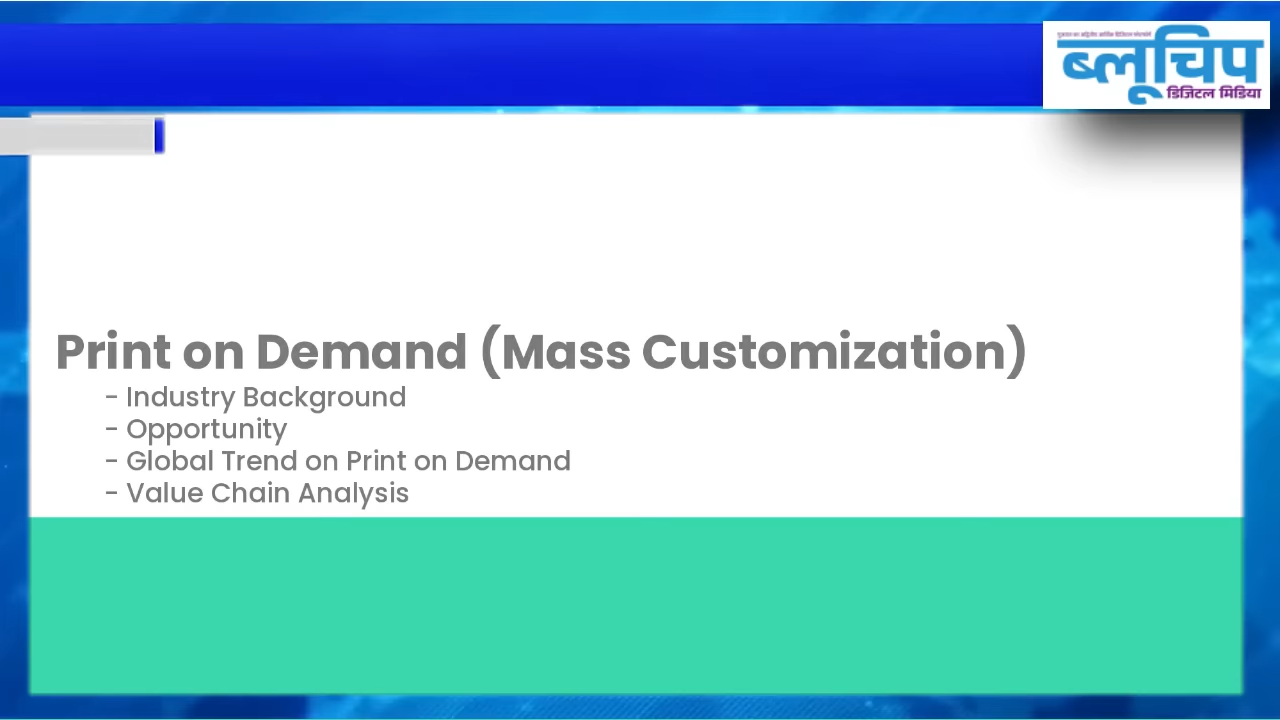 ब्लूचिप
डिजिटल मिडिया
Print on Demand (Mass Customization)
- Industry Background
- Opportunity
- Global Trend on Print on Demand
- Value Chain Analysis